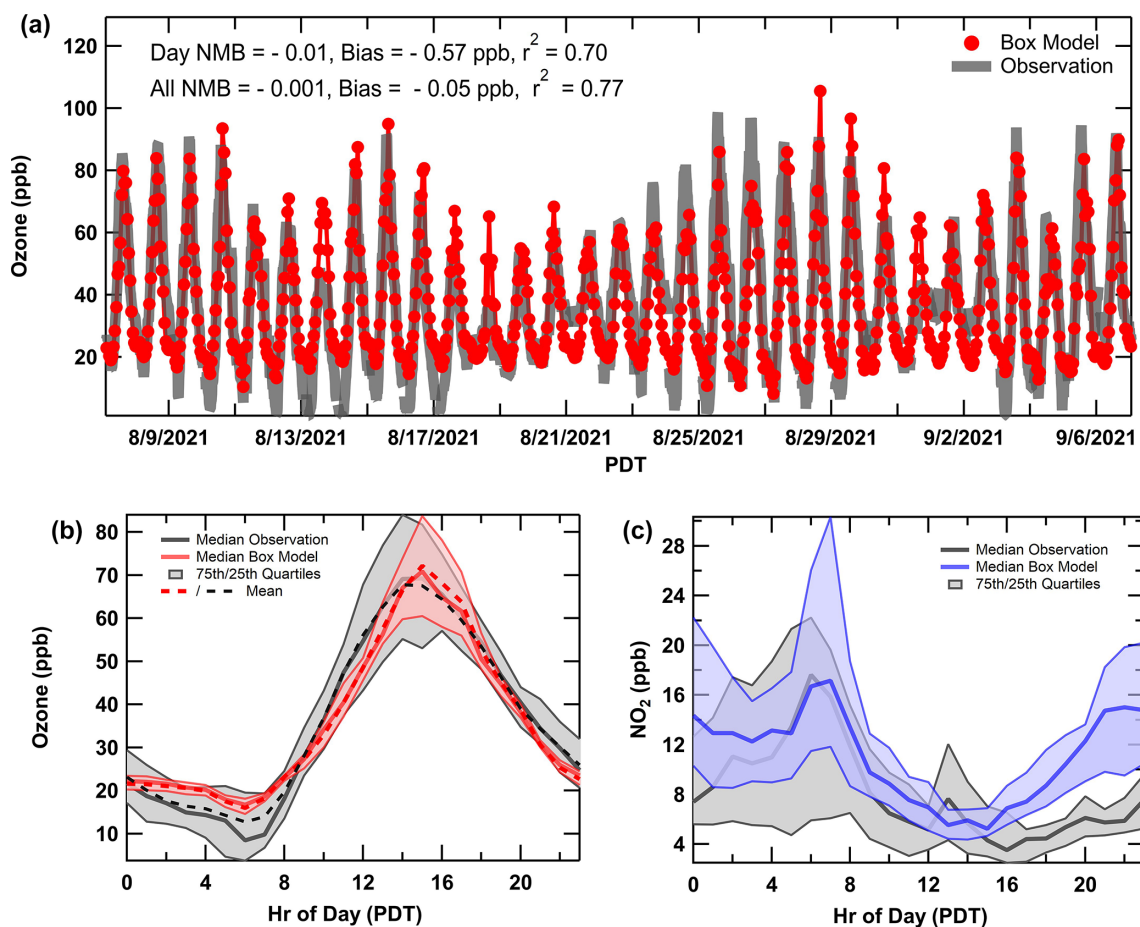 (a)
120
100
80
60
40
20
Ozone (ppb)
Day NMB = - 0.01, Bias = - 0.57 ppb, r² = 0.70
All NMB = - 0.001, Bias = - 0.05 ppb, r² = 0.77
Box Model
Observation
8/9/2021 8/13/2021 8/17/2021 8/21/2021 8/25/2021 8/29/2021 9/2/2021 9/6/2021
PDT
(b)
80
70
60
50
40
30
20
10
Ozone (ppb)
Median Observation
Median Box Model
75th/25th Quartiles
/ Mean
0 4 8 12 16 20
Hr of Day (PDT)
(c)
28
24
20
16
12
8
4
NO₂ (ppb)
Median Observation
Median Box Model
75th/25th Quartiles
0 4 8 12 16 20
Hr of Day (PDT)